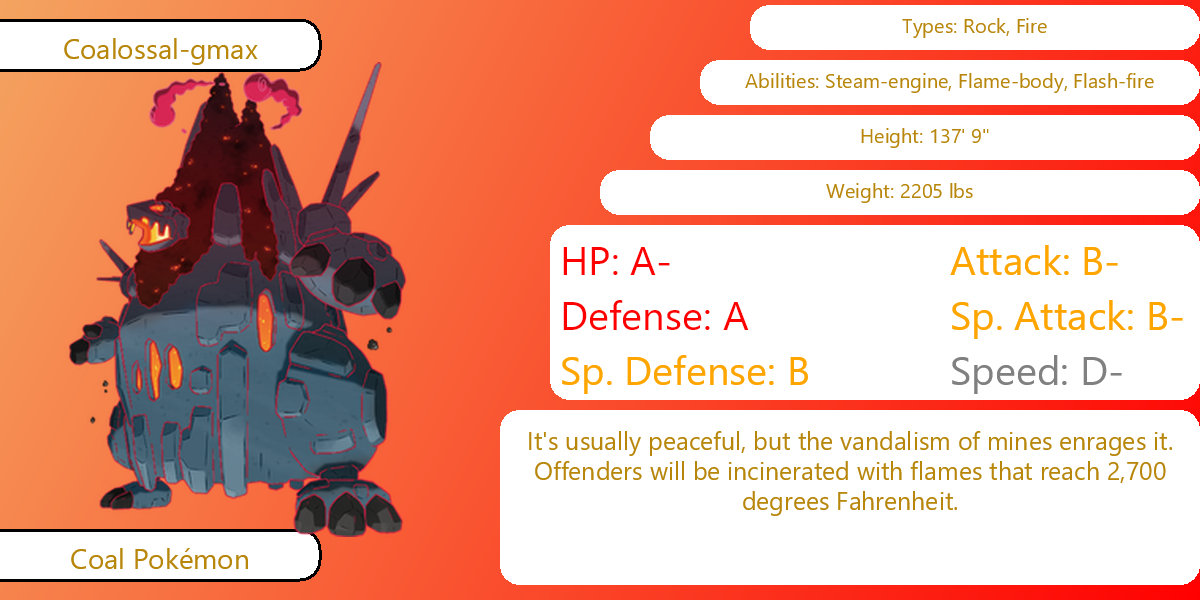 Coalossal-gmax
Types: Rock, Fire
Abilities: Steam-engine, Flame-body, Flash-fire
Height: 137' 9"
Weight: 2205 lbs
HP: A-
Attack: B-
Defense: A
Sp. Attack: B-
Sp. Defense: B
Speed: D-
It's usually peaceful, but the vandalism of mines enrages it.
Offenders will be incinerated with flames that reach 2,700
degrees Fahrenheit.
Coal Pokémon